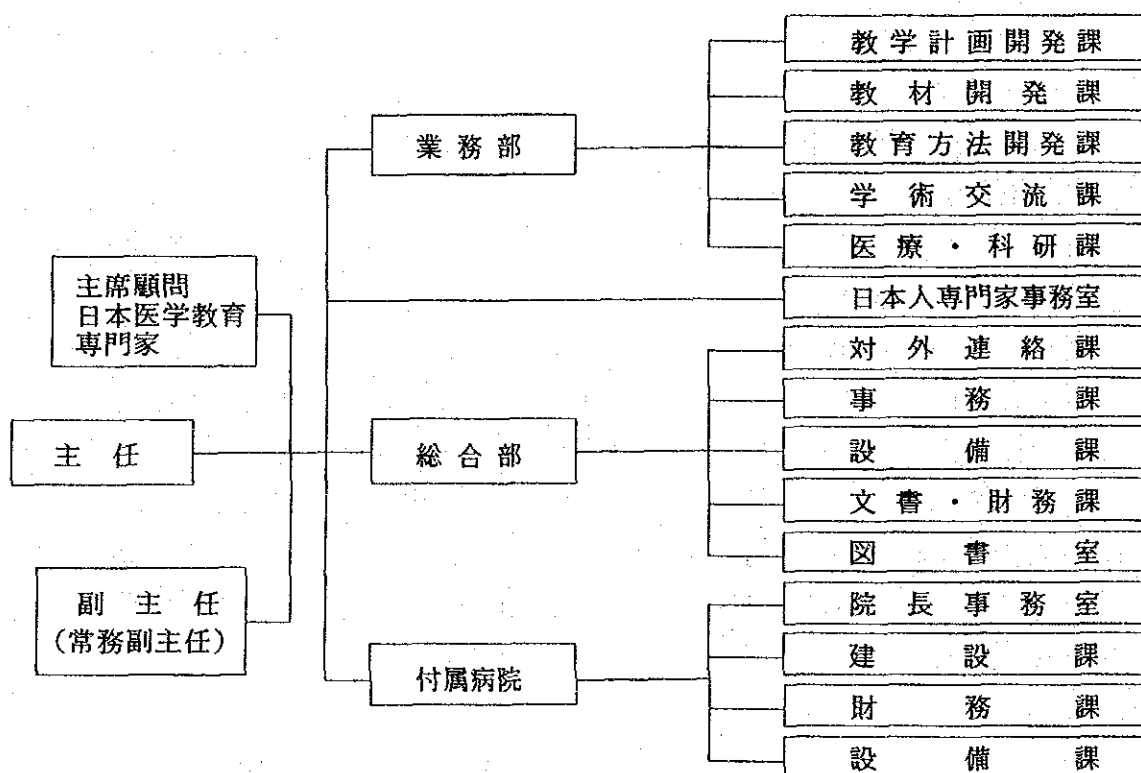 教学計画開発課
教材開発課
業務部
教育方法開発課
学術交流課
医療・科研課
主席顧問
日本医学教育
専門家
日本人専門家事務室
対外連絡課
事務課
主任
総合部
設備課
文書・財務課
図書室
副主任
(常務副主任)
院長事務室
付属病院
建設課
財務課
設備課